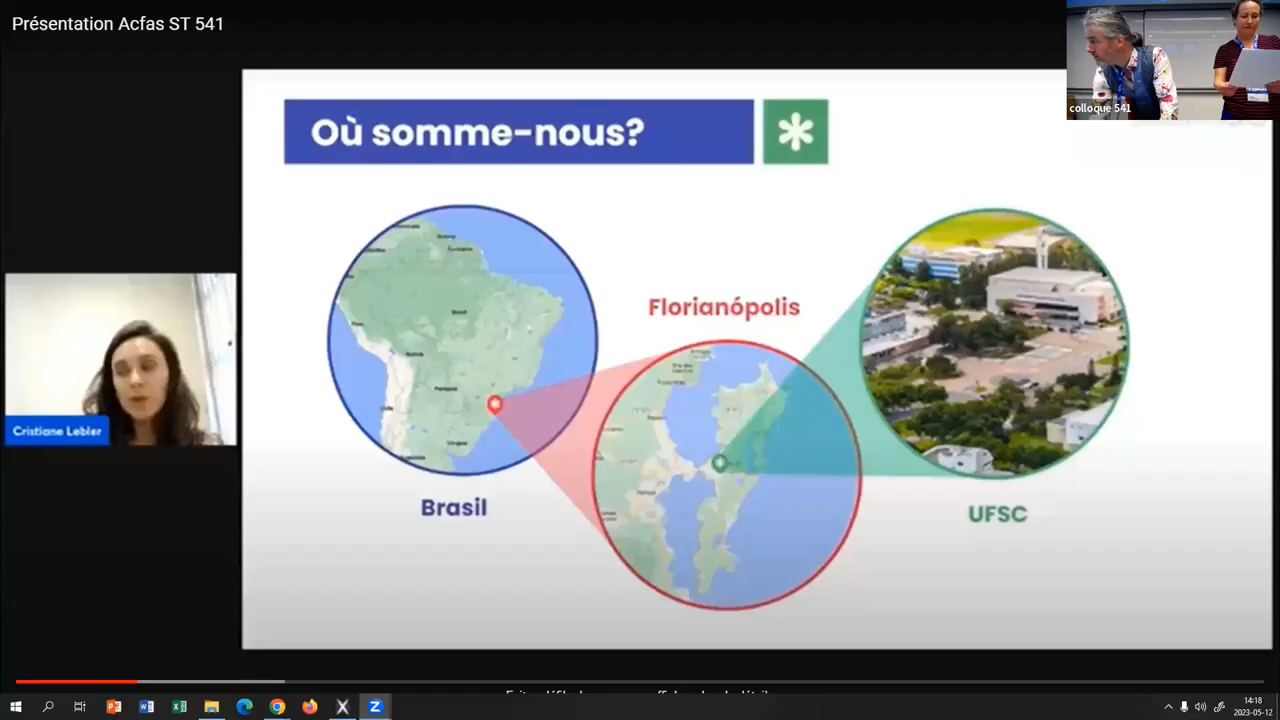 Présentation Acfas ST 541
colloque 541
Où somme-nous?
*
Florianópolis
Cristiane Lebler
Brasil
UFSC
14:18
2023-05-12